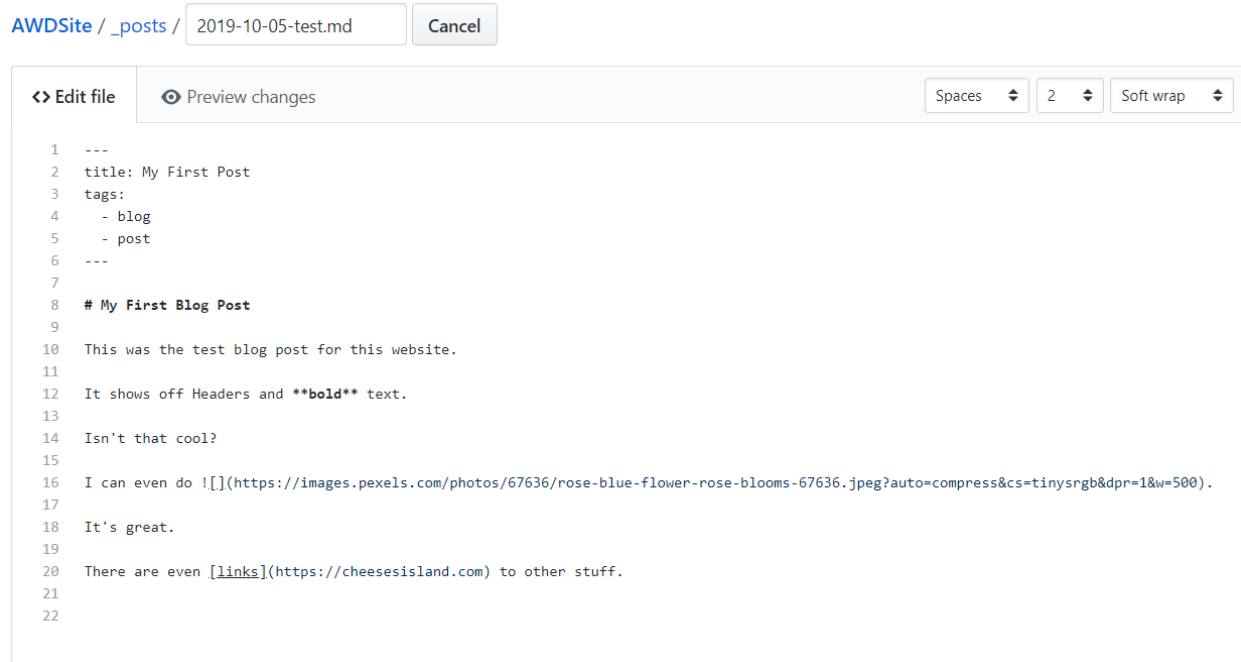 AWDSite / _posts / 2019-10-05-test.md Cancel
<> Edit file Preview changes Spaces 2 Soft wrap
1 ---
2 title: My First Post
3 tags:
4   - blog
5   - post
6 ---
7
8 # My First Blog Post
9
10 This was the test blog post for this website.
11
12 It shows off Headers and **bold** text.
13
14 Isn't that cool?
15
16 I can even do ![](https://images.pexels.com/photos/67636/rose-blue-flower-rose-blooms-67636.jpeg?auto=compress&cs=tinysrgb&dpr=1&w=500).
17
18 It's great.
19
20 There are even [links](https://cheesesisland.com) to other stuff.
21
22